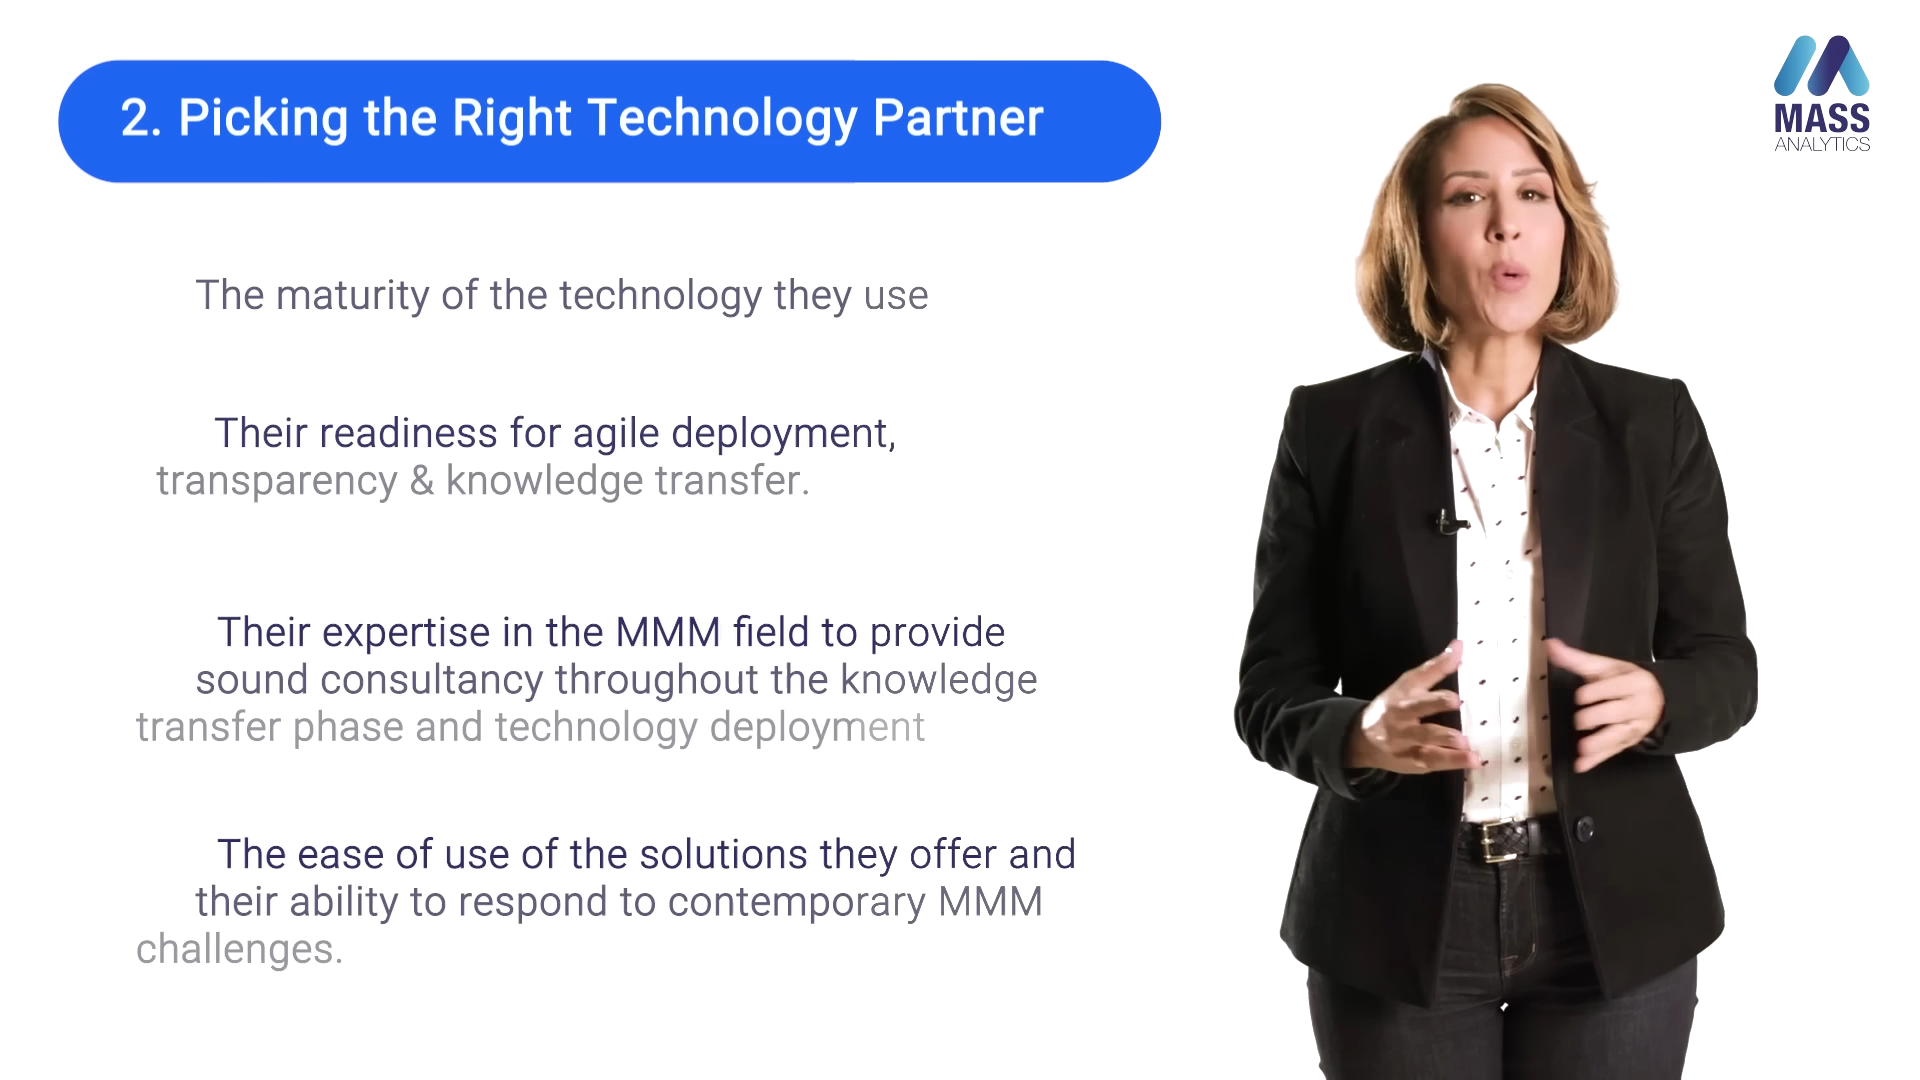 2. Picking the Right Technology Partner
MASS
ANALYTICS
The maturity of the technology they use
Their readiness for agile deployment,
transparency & knowledge transfer.
Their expertise in the MMM field to provide
sound consultancy throughout the knowledge
transfer phase and technology deployment
The ease of use of the solutions they offer and
their ability to respond to contemporary MMM
challenges.